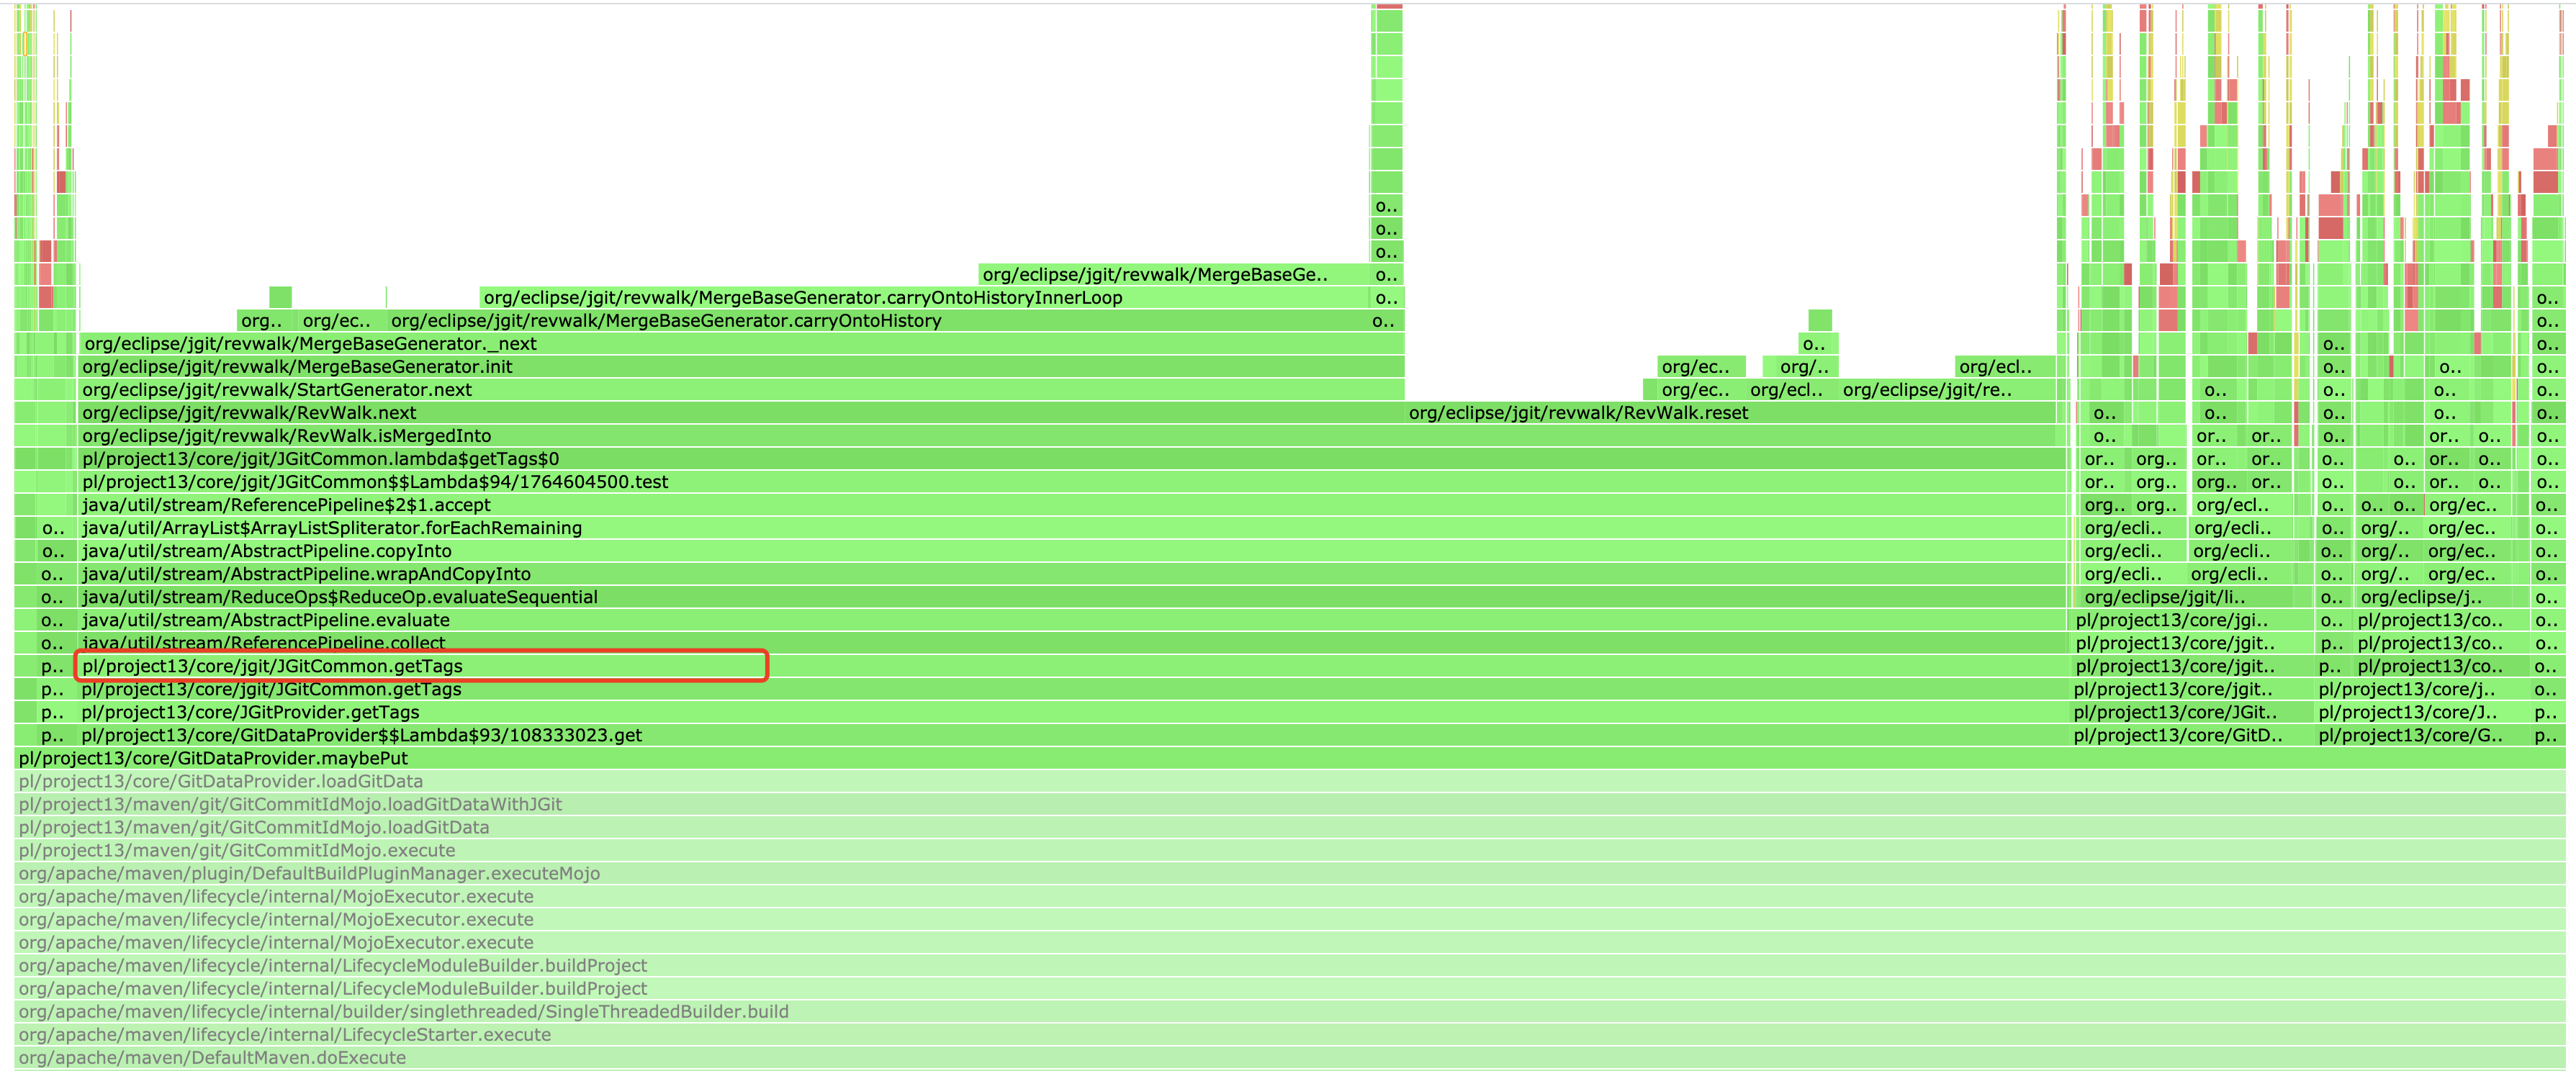 o..
o..
o..
org/eclipse/jgit/revwalk/MergeBaseGe.. o..
org/eclipse/jgit/revwalk/MergeBaseGenerator.carryOntoHistoryInnerLoop o.. o..
org.. org/ec.. org/eclipse/jgit/revwalk/MergeBaseGenerator.carryOntoHistory o.. o..
org/eclipse/jgit/revwalk/MergeBaseGenerator._next o.. o.. o..
org/eclipse/jgit/revwalk/MergeBaseGenerator.init org/ec.. org/.. org/ecl.. o.. o.. o..
org/eclipse/jgit/revwalk/StartGenerator.next org/ec.. org/ecl.. org/eclipse/jgit/re.. o.. o.. o.. o..
org/eclipse/jgit/revwalk/RevWalk.next org/eclipse/jgit/revwalk/RevWalk.reset o.. o.. o.. o.. o..
org/eclipse/jgit/revwalk/RevWalk.isMergedInto o.. or.. or.. o.. or.. o.. o..
pl/project13/core/jgit/JGitCommon.lambda$getTags$0 or.. org.. or.. or.. o.. o.. or.. o.. o..
pl/project13/core/jgit/JGitCommon$$Lambda$94/1764604500.test or.. org.. org.. or.. o.. o.. or.. o.. o..
java/util/stream/ReferencePipeline$2$1.accept org.. org.. org/ecl.. o.. o.. o.. org/ec.. o..
o.. java/util/ArrayList$ArrayListSpliterator.forEachRemaining org/ecli.. org/ecli.. o.. org/.. org/ec.. o..
o.. java/util/stream/AbstractPipeline.copyInto org/ecli.. org/ecli.. o.. org/.. org/ec.. o..
o.. java/util/stream/AbstractPipeline.wrapAndCopyInto org/ecli.. org/ecli.. o.. org/.. org/ec.. o..
o.. java/util/stream/ReduceOps$ReduceOp.evaluateSequential org/eclipse/jgit/li.. o.. org/eclipse/j.. o..
o.. java/util/stream/AbstractPipeline.evaluate pl/project13/core/jgi.. o.. pl/project13/co.. o..
o.. java/util/stream/ReferencePipeline.collect pl/project13/core/jgit.. p.. pl/project13/co.. o..
p.. pl/project13/core/jgit/JGitCommon.getTags pl/project13/core/jgit.. p.. pl/project13/co.. o..
p.. pl/project13/core/jgit/JGitCommon.getTags pl/project13/core/jgit.. pl/project13/core/j.. o..
p.. pl/project13/core/JGitProvider.getTags pl/project13/core/JGit.. pl/project13/core/J.. p..
p.. pl/project13/core/GitDataProvider$$Lambda$93/108333023.get pl/project13/core/GitD.. pl/project13/core/G.. p..
pl/project13/core/GitDataProvider.maybePut
pl/project13/core/GitDataProvider.loadGitData
pl/project13/maven/git/GitCommitIdMojo.loadGitDataWithJGit
pl/project13/maven/git/GitCommitIdMojo.loadGitData
pl/project13/maven/git/GitCommitIdMojo.execute
org/apache/maven/plugin/DefaultBuildPluginManager.executeMojo
org/apache/maven/lifecycle/internal/MojoExecutor.execute
org/apache/maven/lifecycle/internal/MojoExecutor.execute
org/apache/maven/lifecycle/internal/MojoExecutor.execute
org/apache/maven/lifecycle/internal/LifecycleModuleBuilder.buildProject
org/apache/maven/lifecycle/internal/LifecycleModuleBuilder.buildProject
org/apache/maven/lifecycle/internal/builder/singlethreaded/SingleThreadedBuilder.build
org/apache/maven/lifecycle/internal/LifecycleStarter.execute
org/apache/maven/DefaultMaven.doExecute